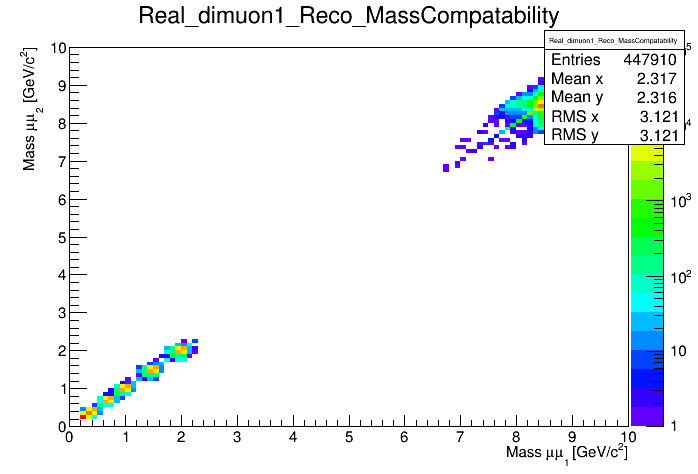 Real_dimuon1_Reco_MassCompatability
Real_dimuon1_Reco_MassCompatability
Entries 447910
Mean x 2.317
Mean y 2.316
RMS x 3.121
RMS y 3.121
Mass μμ₂ [GeV/c²]
10
9
8
7
6
5
4
3
2
1
0
0 1 2 3 4 5 6 7 8 9 10
Mass μμ₁ [GeV/c²]
10³
10²
10
1